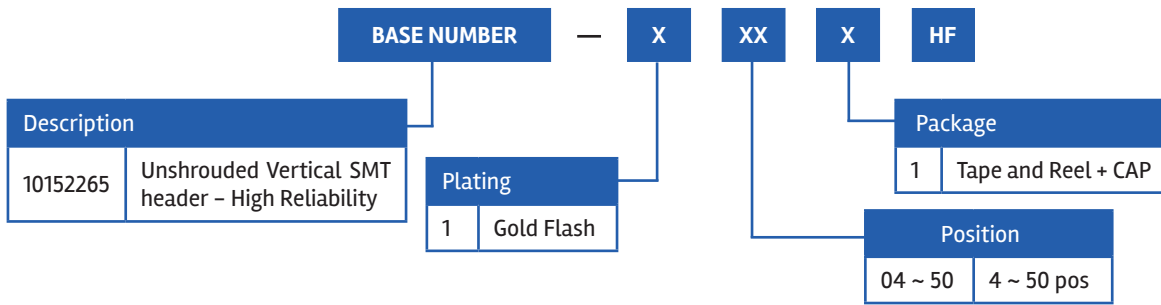 BASE NUMBER — X XX X HF
Description
10152265 Unshrouded Vertical SMT
header – High Reliability
Plating
1 Gold Flash
Package
1 Tape and Reel + CAP
Position
04 ~ 50 4 ~ 50 pos